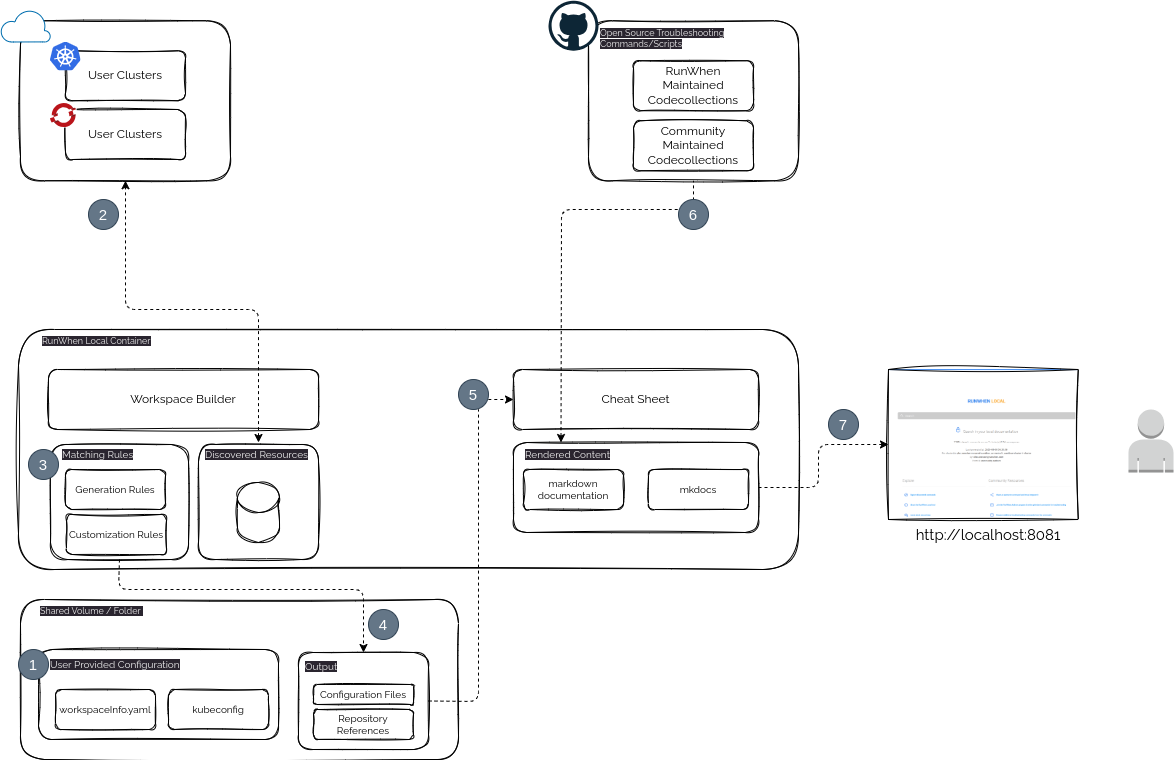 User Clusters
User Clusters
2
Open Source Troubleshooting
Commands/Scripts
RunWhen
Maintained
Codecollections
Community
Maintained
Codecollections
6
RunWhen Local Container
Workspace Builder
3
Matching Rules
Generation Rules
Customization Rules
Discovered Resources
5
Cheat Sheet
Rendered Content
markdown
documentation
mkdocs
7
RUNWHEN LOCAL
http://localhost:8081
Shared Volume / Folder
1
User Provided Configuration
workspaceInfo.yaml
kubeconfig
4
Output
Configuration Files
Repository
References